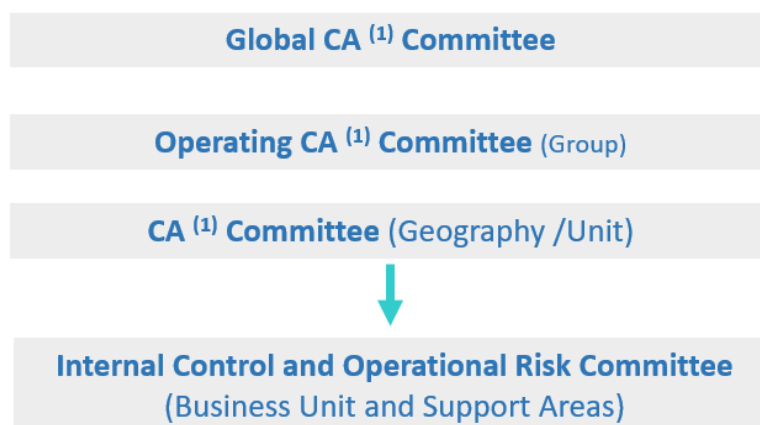 Global CA (1) Committee
Operating CA (1) Committee (Group)
CA (1) Committee (Geography /Unit)
Internal Control and Operational Risk Committee
(Business Unit and Support Areas)